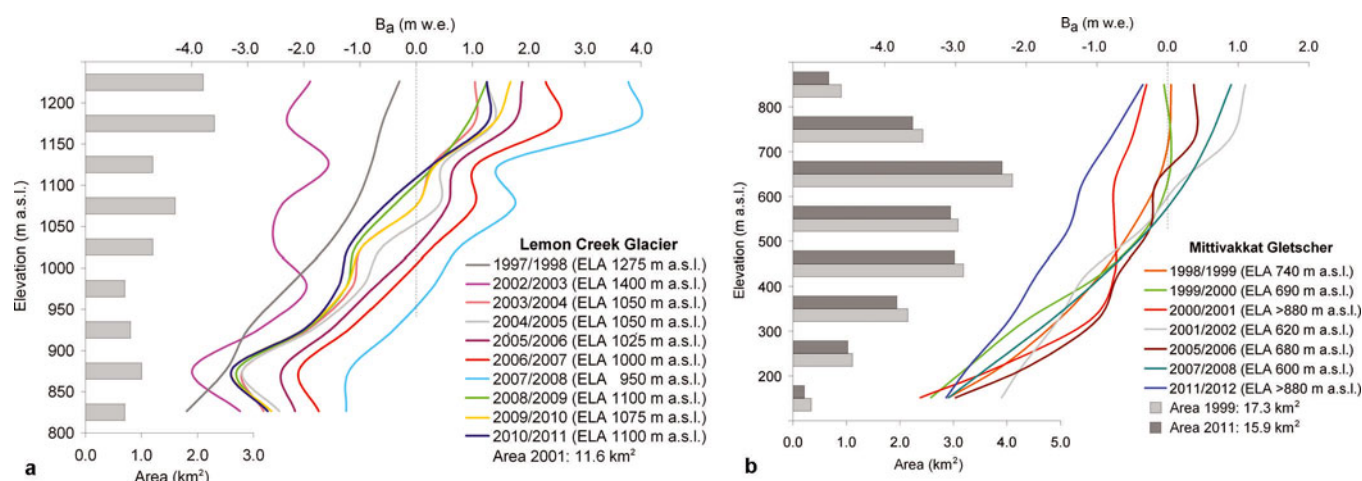 a
Bₐ (m w.e.)
-4.0 -3.0 -2.0 -1.0 0.0 1.0 2.0 3.0 4.0
Elevation (m a.s.l.)
1200
1150
1100
1050
1000
950
900
850
800
0.0 1.0 2.0 3.0
Area (km²)
Lemon Creek Glacier
1997/1998 (ELA 1275 m a.s.l.)
2002/2003 (ELA 1400 m a.s.l.)
2003/2004 (ELA 1050 m a.s.l.)
2004/2005 (ELA 1050 m a.s.l.)
2005/2006 (ELA 1025 m a.s.l.)
2006/2007 (ELA 1000 m a.s.l.)
2007/2008 (ELA 950 m a.s.l.)
2008/2009 (ELA 1100 m a.s.l.)
2009/2010 (ELA 1075 m a.s.l.)
2010/2011 (ELA 1100 m a.s.l.)
Area 2001: 11.6 km²
b
Bₐ (m w.e.)
-4.0 -3.0 -2.0 -1.0 0.0 1.0 2.0
Elevation (m a.s.l.)
800
700
600
500
400
300
200
0.0 1.0 2.0 3.0 4.0 5.0
Area (km²)
Mittivakkat Gletscher
1998/1999 (ELA 740 m a.s.l.)
1999/2000 (ELA 690 m a.s.l.)
2000/2001 (ELA >880 m a.s.l.)
2001/2002 (ELA 620 m a.s.l.)
2005/2006 (ELA 680 m a.s.l.)
2007/2008 (ELA 600 m a.s.l.)
2011/2012 (ELA >880 m a.s.l.)
Area 1999: 17.3 km²
Area 2011: 15.9 km²